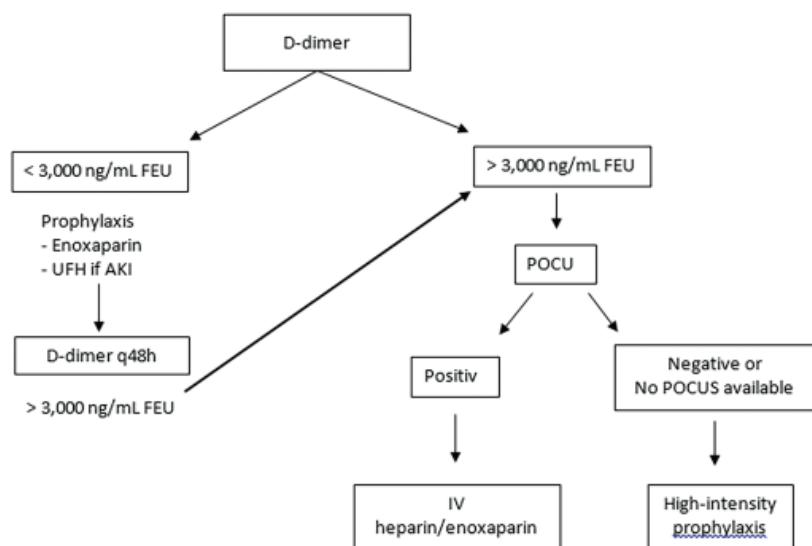 D-dimer
< 3,000 ng/mL FEU
> 3,000 ng/mL FEU
Prophylaxis
- Enoxaparin
- UFH if AKI
POCU
D-dimer q48h
> 3,000 ng/mL FEU
Positiv
Negative or
No POCUS available
IV
heparin/enoxaparin
High-intensity
prophylaxis